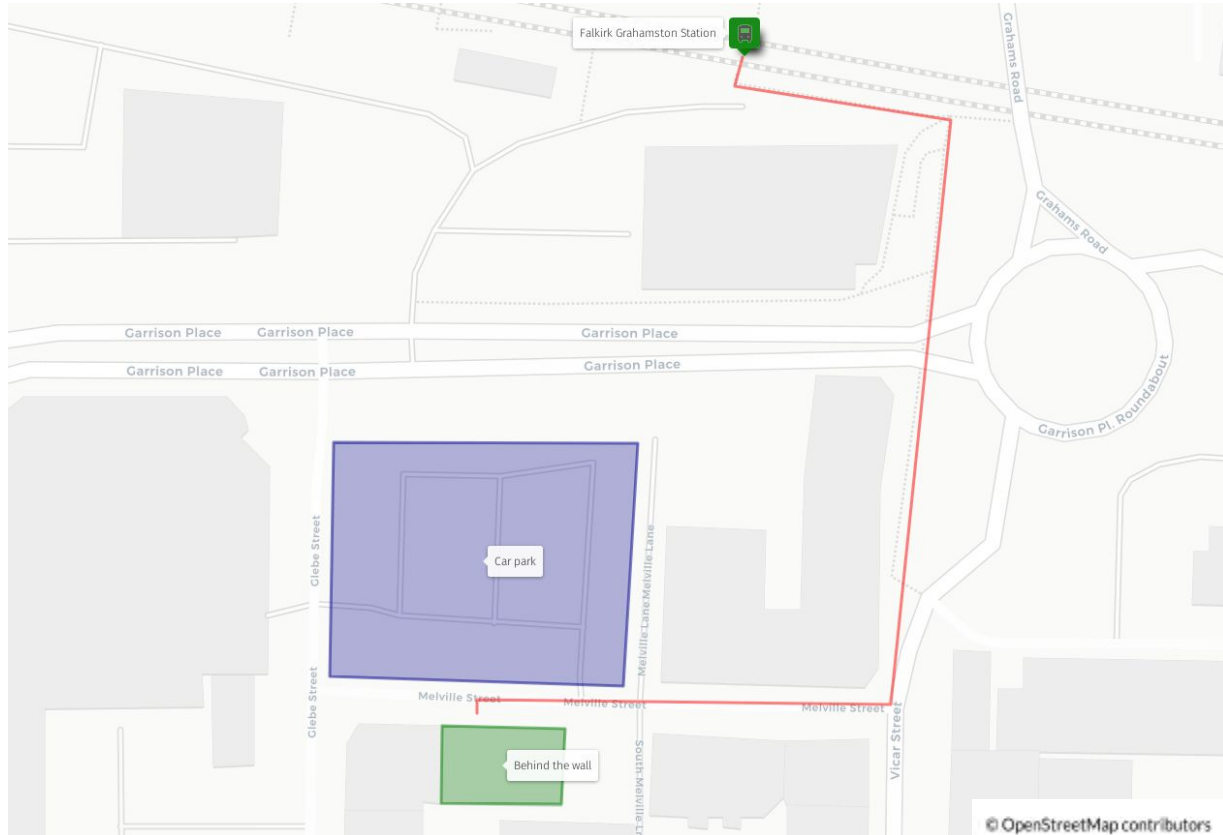 Falkirk Grahamston Station
Grahams Road
Grahams Road
Garrison Place
Garrison Place
Garrison Place
Garrison Place
Garrison Place
Garrison Place
Garrison Pl. Roundabout
Glebe Street
Car park
Melville Lane
Melville Lane
Glebe Street
Melville Street
Melville Street
Melville Street
Vicar Street
Behind the wall
© OpenStreetMap contributors